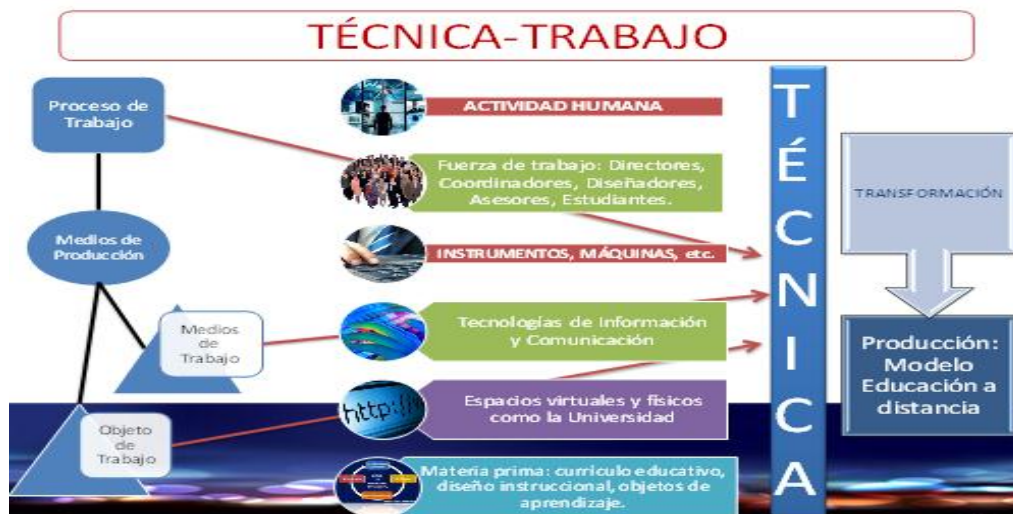 TÉCNICA-TRABAJO
Proceso de
Trabajo
Medios de
Producción
Medios
de
Trabajo
Objeto
de
Trabajo
ACTIVIDAD HUMANA
Fuerza de trabajo: Directores,
Coordinadores, Diseñadores,
Asesores, Estudiantes.
INSTRUMENTOS, MÁQUINAS, etc.
Tecnologías de Información
y Comunicación
http://
Espacios virtuales y físicos
como la Universidad
Materia prima: currículo educativo,
diseño instruccional, objetos de
aprendizaje.
TÉCNICA
TRANSFORMACIÓN
Producción:
Modelo
Educación a
distancia